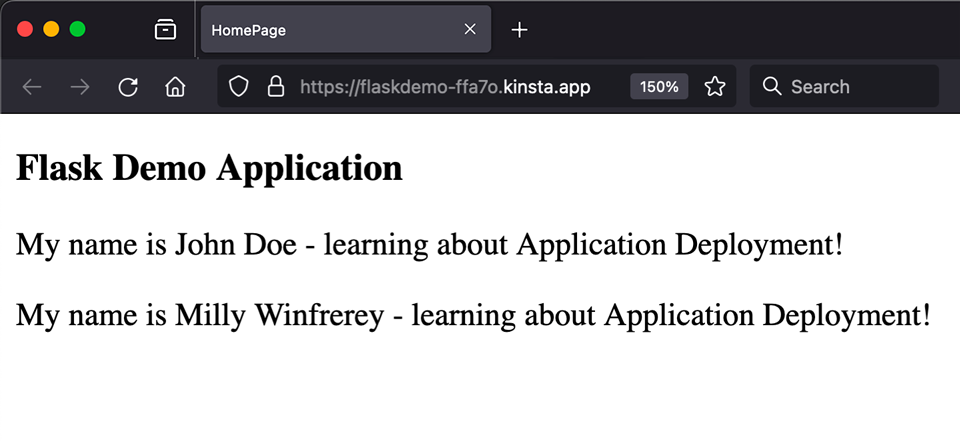 HomePage
https://flaskdemo-ffa7o.kinsta.app 150% Search
Flask Demo Application
My name is John Doe - learning about Application Deployment!
My name is Milly Winfrerey - learning about Application Deployment!